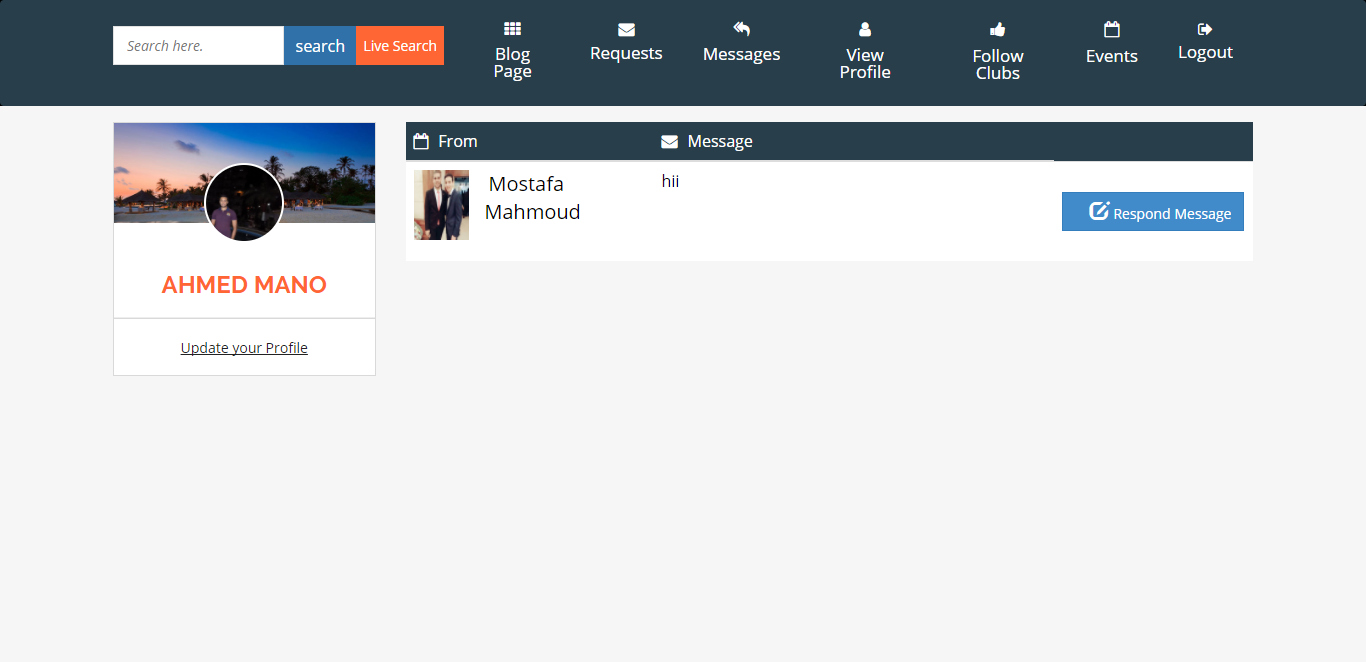 Search here.
search
Live Search
Blog
Page
Requests
Messages
View
Profile
Follow
Clubs
Events
Logout
AHMED MANO
Update your Profile
From
Message
Mostafa
Mahmoud
hii
Respond Message